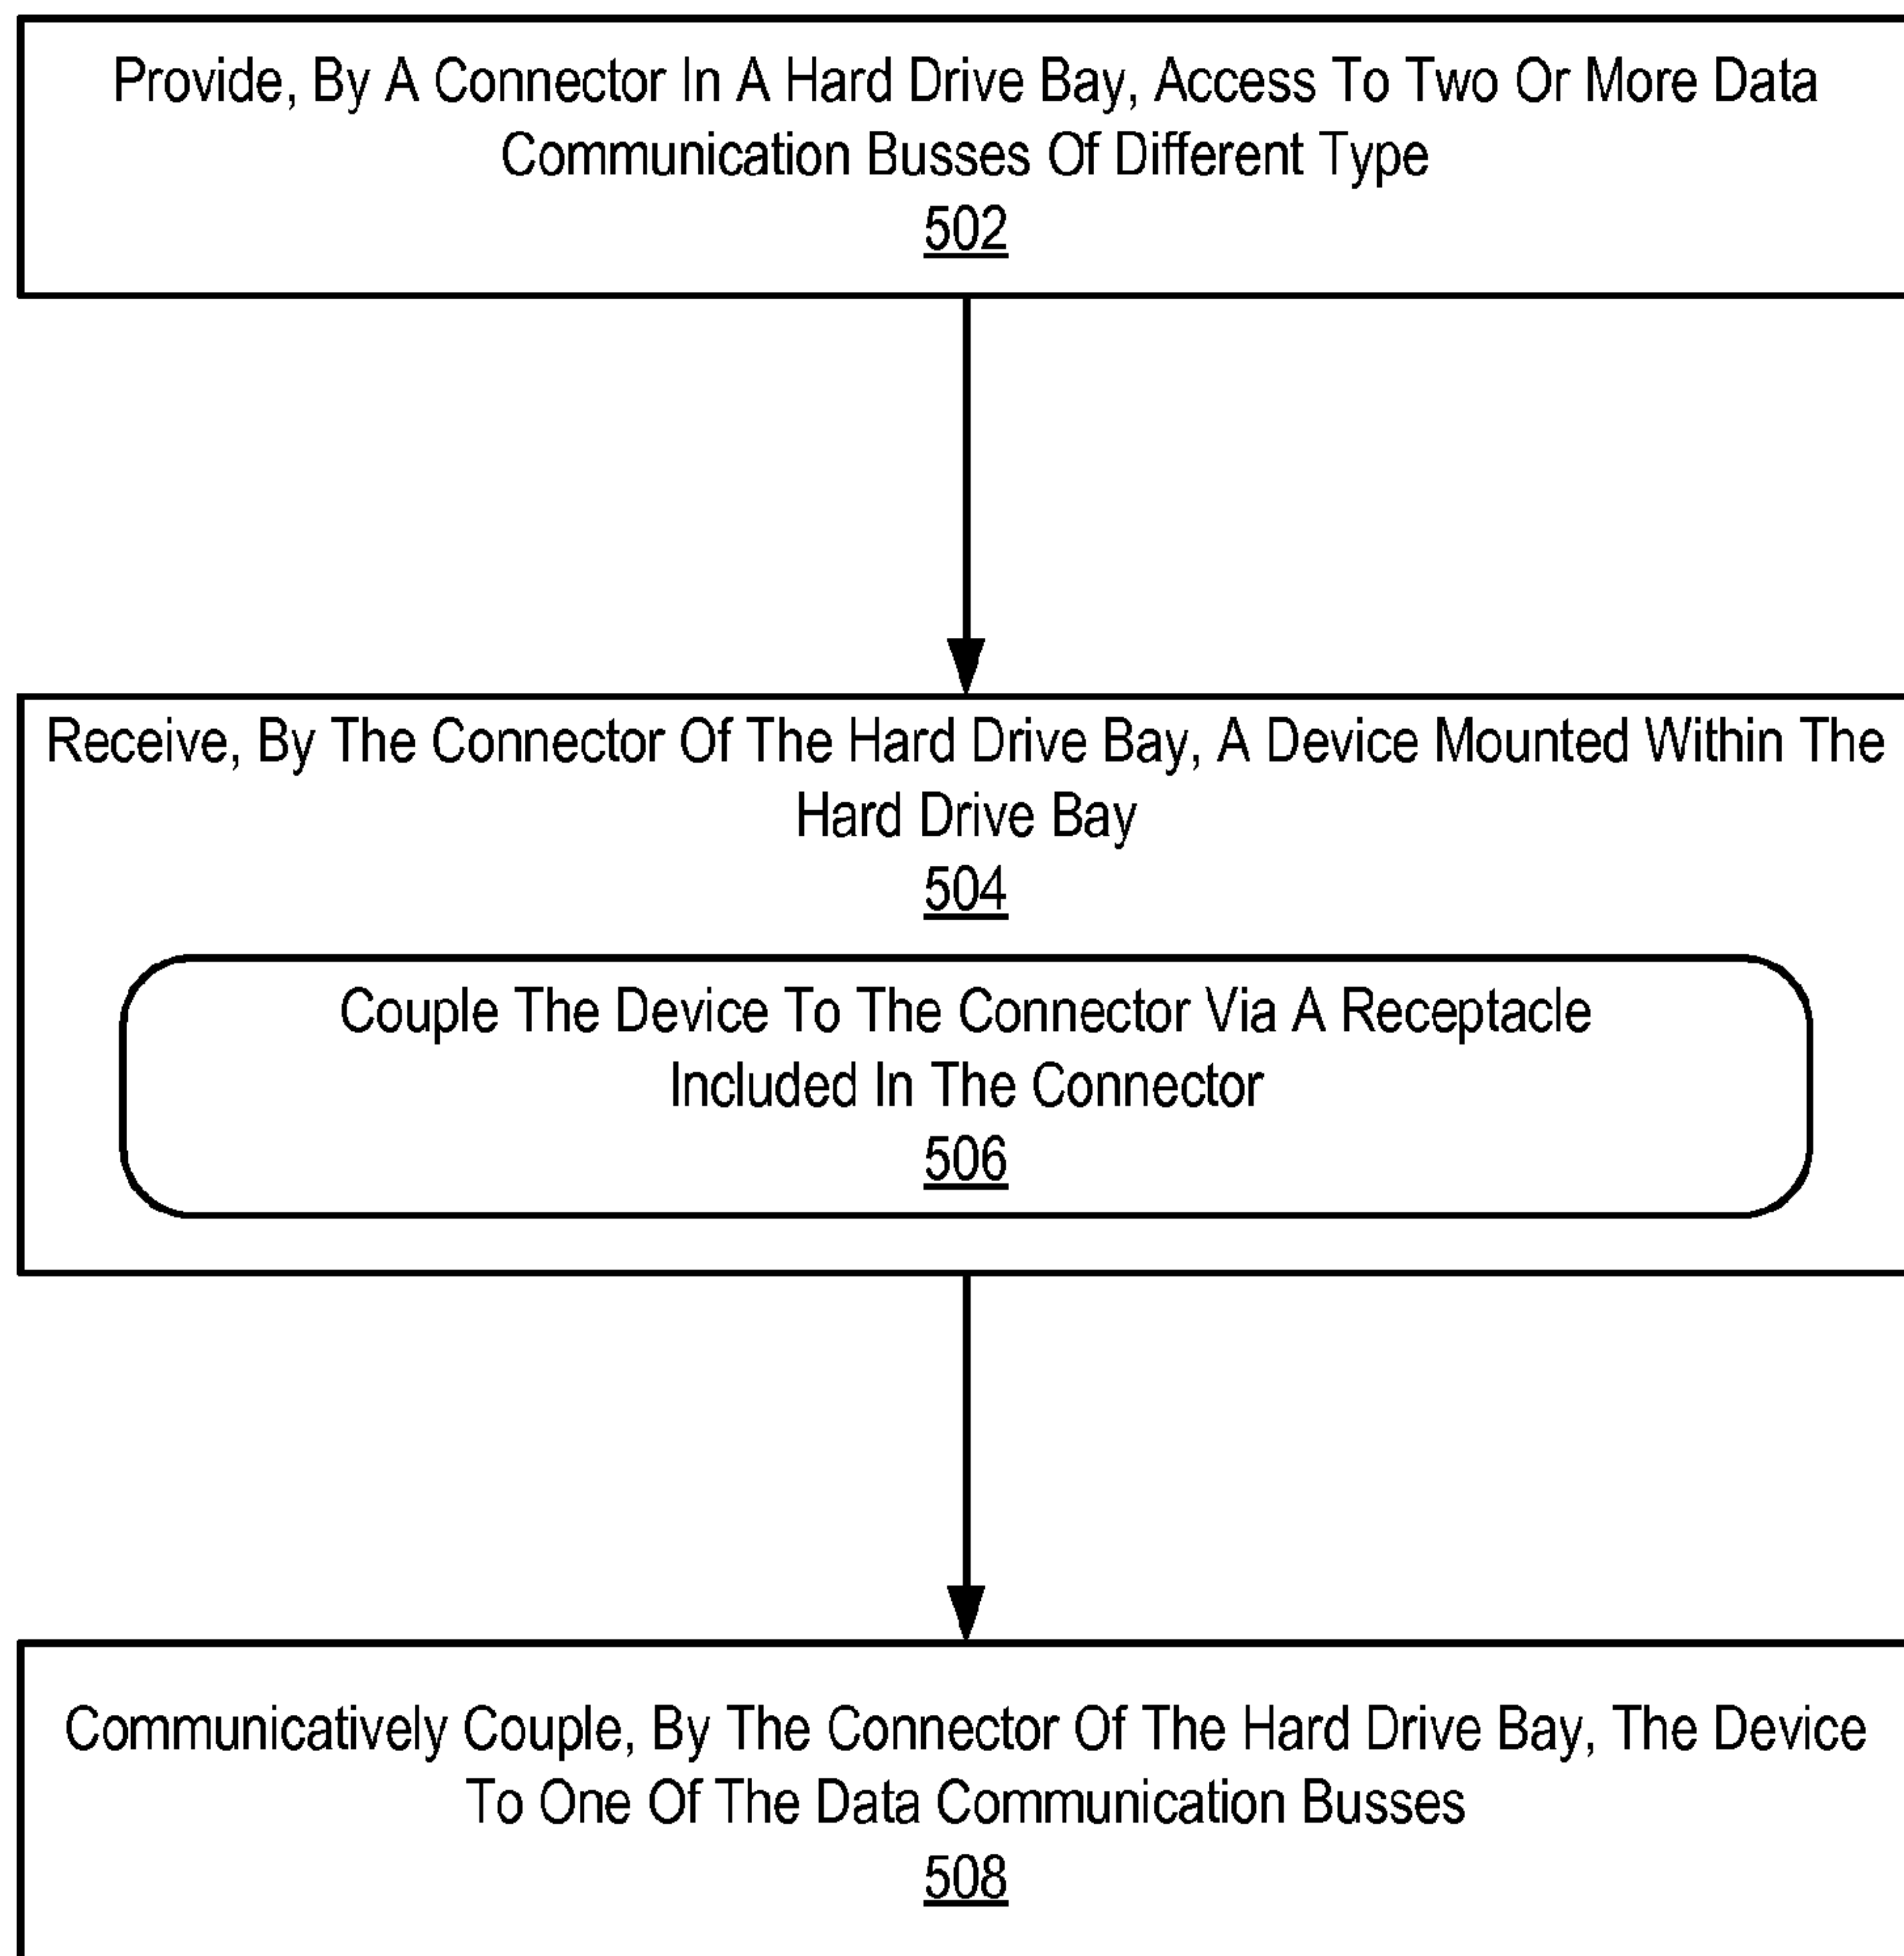 Provide, By A Connector In A Hard Drive Bay, Access To Two Or More Data
Communication Busses Of Different Type
502
Receive, By The Connector Of The Hard Drive Bay, A Device Mounted Within The
Hard Drive Bay
504
Couple The Device To The Connector Via A Receptacle
Included In The Connector
506
Communicatively Couple, By The Connector Of The Hard Drive Bay, The Device
To One Of The Data Communication Busses
508